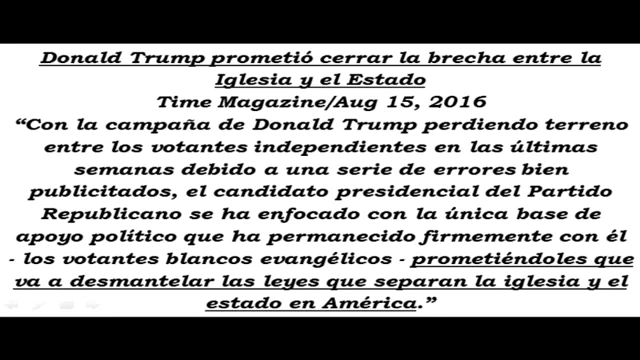 Donald Trump prometió cerrar la brecha entre la
Iglesia y el Estado
Time Magazine/Aug 15, 2016
“Con la campaña de Donald Trump perdiendo terreno
entre los votantes independientes en las últimas
semanas debido a una serie de errores bien
publicitados, el candidato presidencial del Partido
Republicano se ha enfocado con la única base de
apoyo político que ha permanecido firmemente con él
- los votantes blancos evangélicos - prometiéndoles que
va a desmantelar las leyes que separan la iglesia y el
estado en América.”